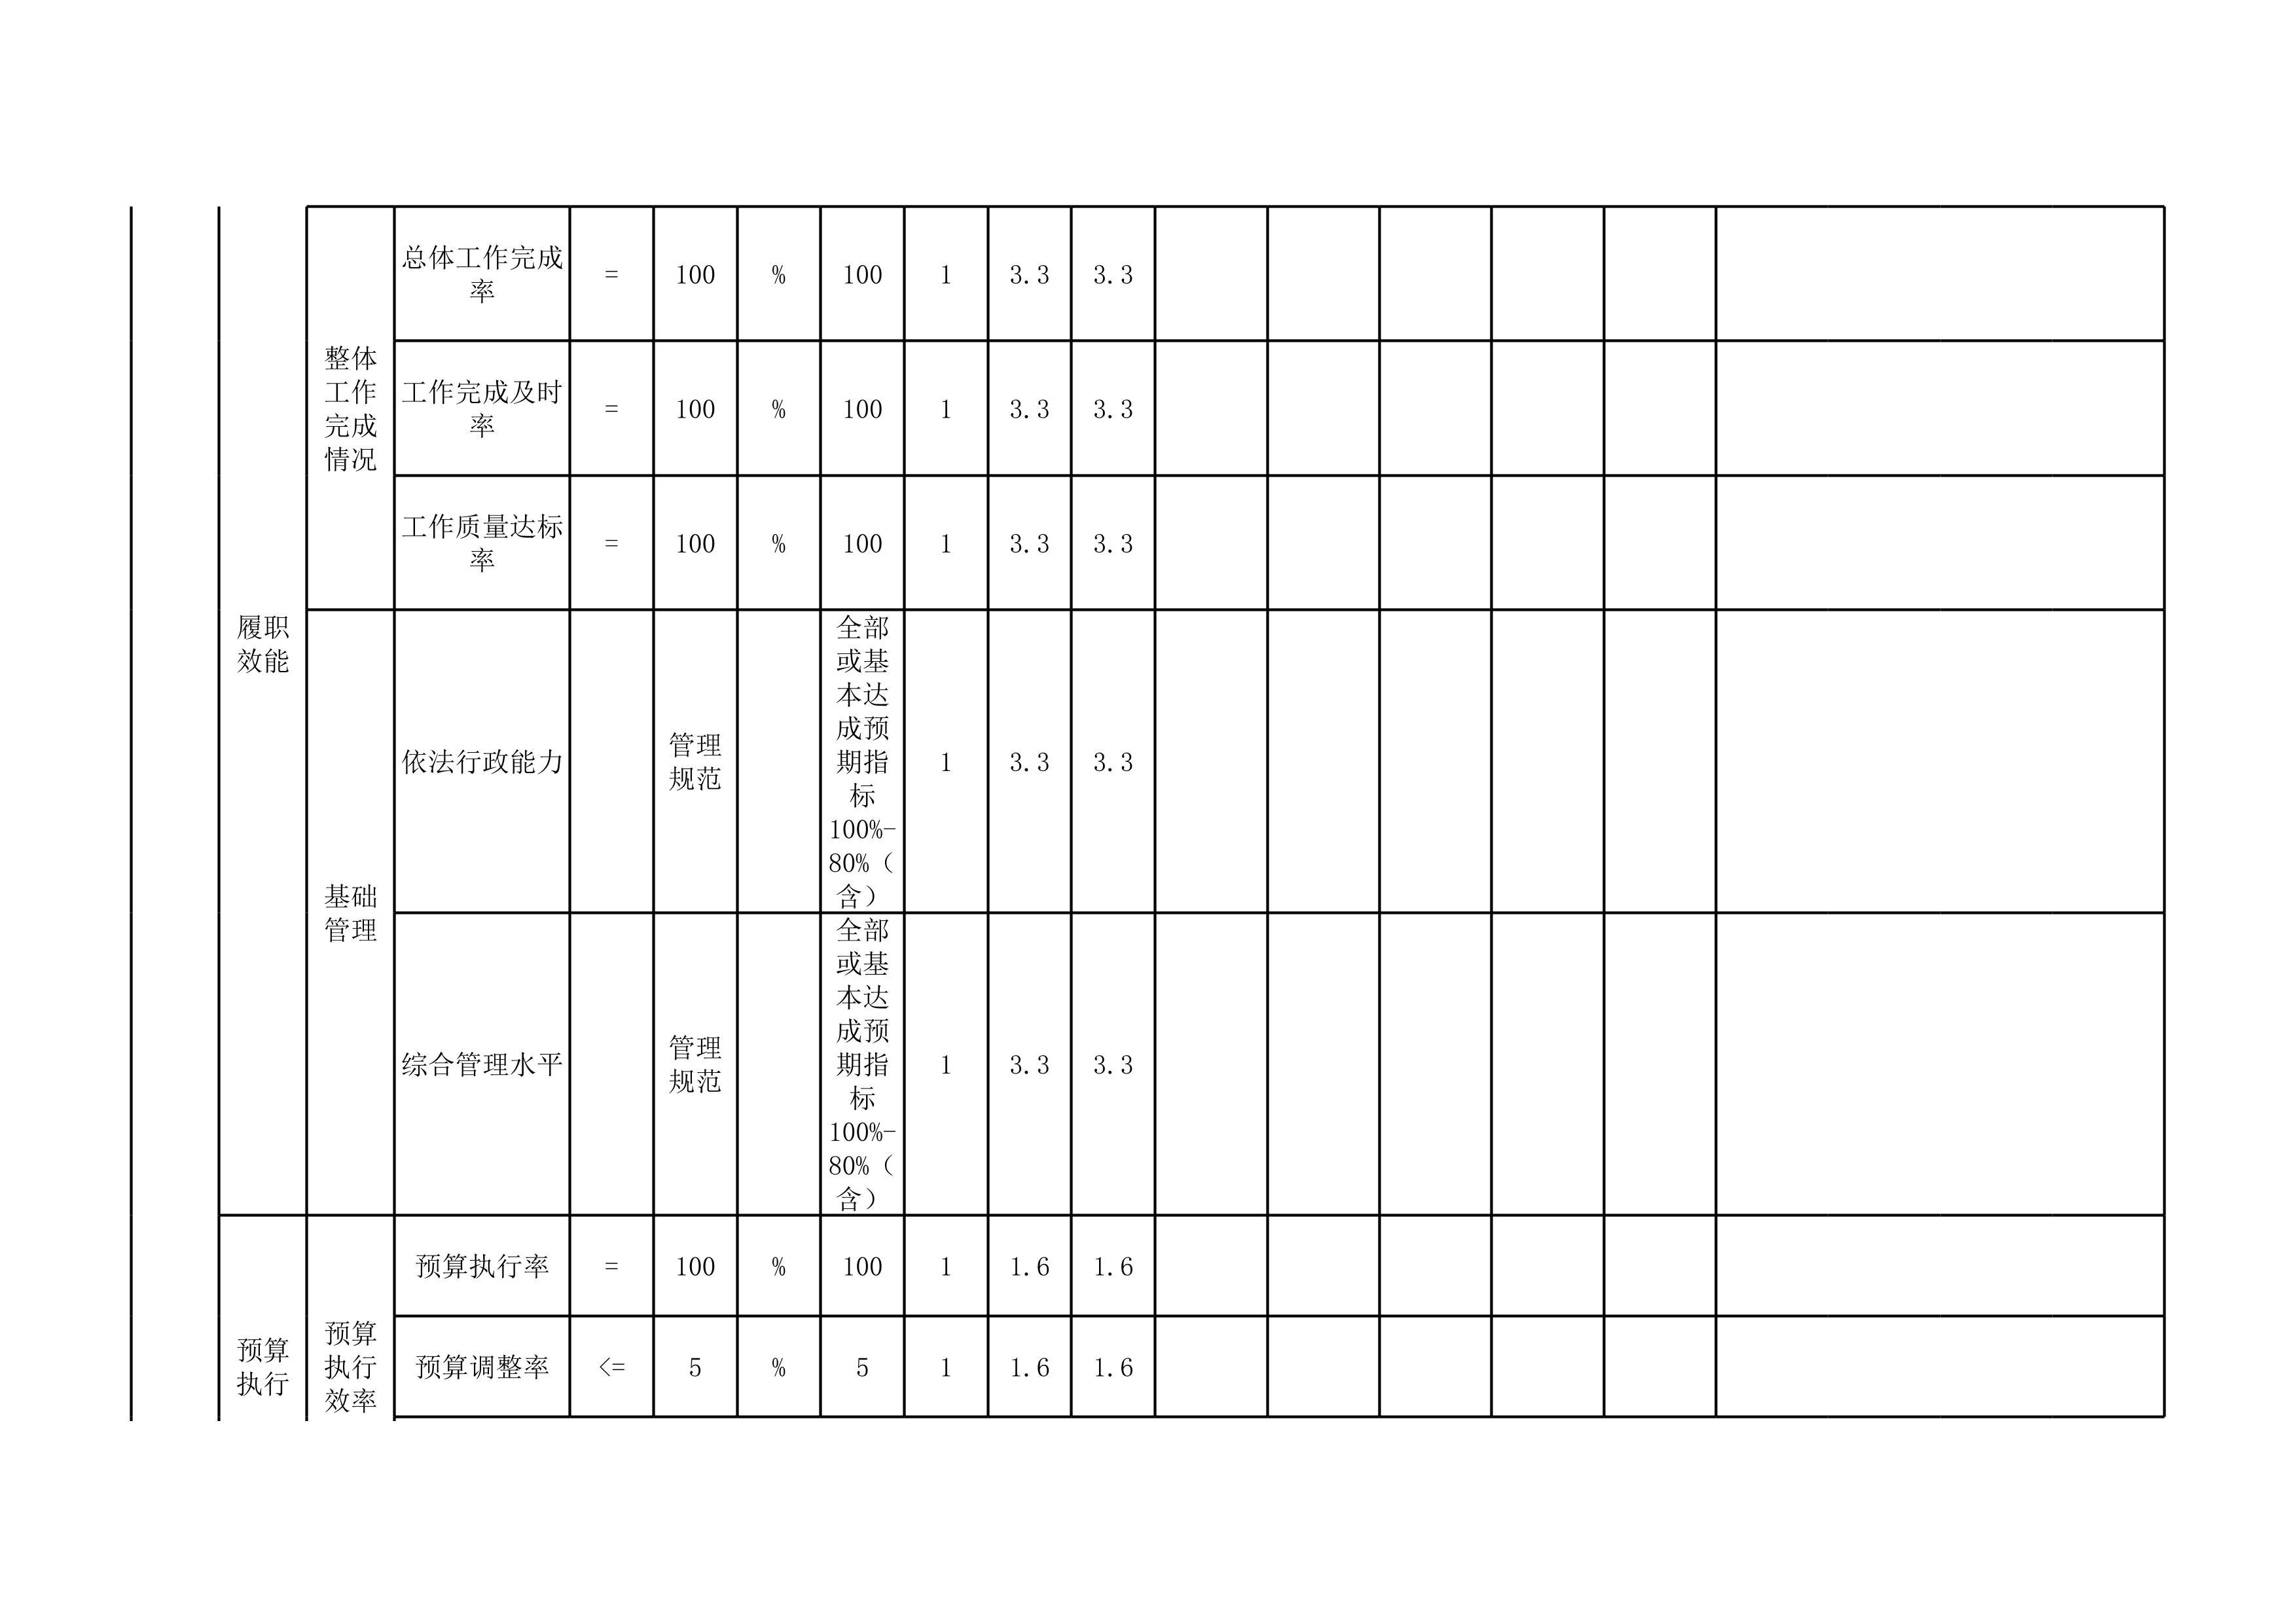 履职
效能
整体
工作
完成
情况
总体工作完成
率
= 100 % 100 1 3.3 3.3
工作完成及时
率
= 100 % 100 1 3.3 3.3
工作质量达标
率
= 100 % 100 1 3.3 3.3
基础
管理
依法行政能力
管理
规范
全部
或基
本达
成预
期指
标
100%-
80%（
含）
1 3.3 3.3
综合管理水平
管理
规范
全部
或基
本达
成预
期指
标
100%-
80%（
含）
1 3.3 3.3
预算
执行
预算
执行
效率
预算执行率 = 100 % 100 1 1.6 1.6
预算调整率 <= 5 % 5 1 1.6 1.6